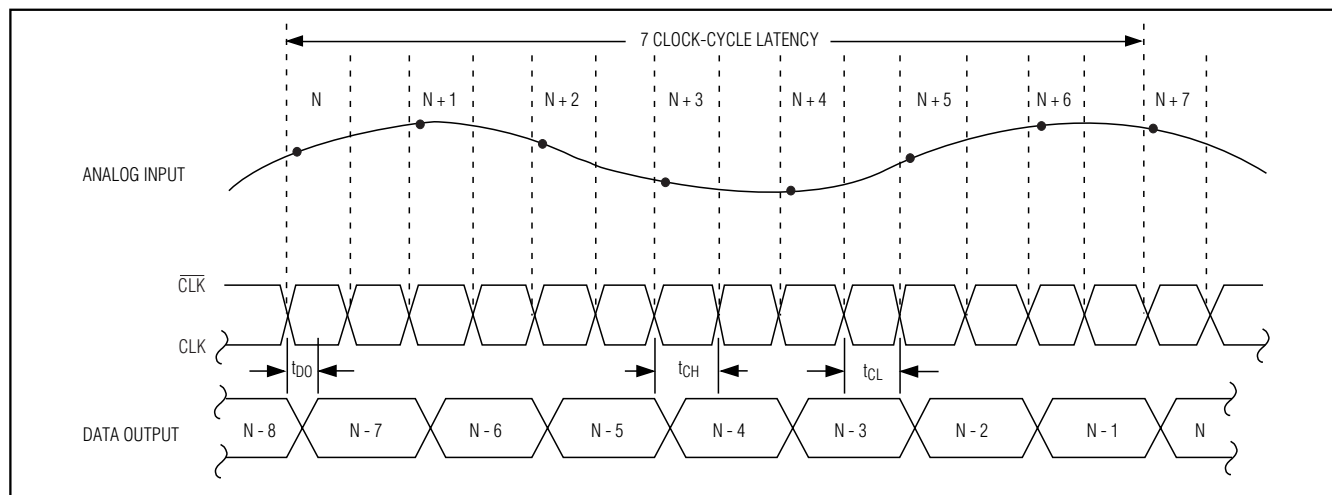 7 CLOCK-CYCLE LATENCY
N N + 1 N + 2 N + 3 N + 4 N + 5 N + 6 N + 7
ANALOG INPUT
CLK
CLK
tDO tCH tCL
DATA OUTPUT N - 8 N - 7 N - 6 N - 5 N - 4 N - 3 N - 2 N - 1 N